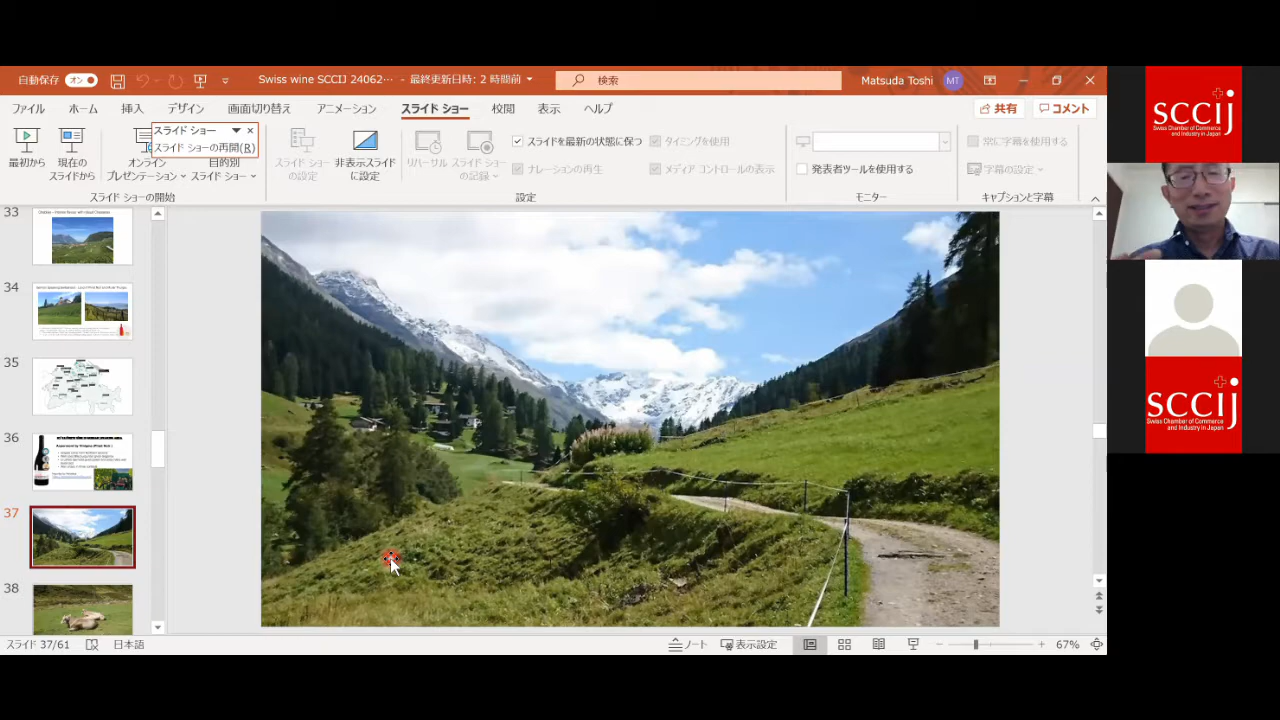 自動保存 オン
Swiss wine SCCIJ 24062… - 最終更新日時: 2 時間前
検索
Matsuda Toshi MT
ファイル ホーム 挿入 デザイン 画面切り替え アニメーション スライド ショー 校閲 表示 ヘルプ
共有 コメント
スライド ショー
スライド ショーの再開(R)
最初から
現在の
スライドから
オンライン
プレゼンテーション
目的別
スライド ショー
スライド ショー
の設定
非表示スライド
に設定
リハーサル
スライド ショー
の記録
スライドを最新の状態に保つ
ナレーションの再生
タイミングを使用
メディア コントロールの表示
発表者ツールを使用する
常に字幕を使用する
字幕の設定
スライド ショーの開始
設定
モニター
キャプションと字幕
33
34
35
36
37
38
スライド 37/61
日本語
ノート
表示設定
67%
SCCIJ
Swiss Chamber of Commerce
and Industry in Japan
SCCIJ
Swiss Chamber of Commerce
and Industry in Japan